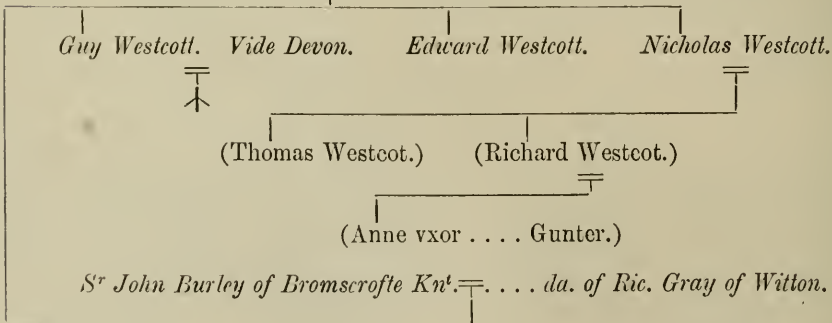 Guy Westcott. Vide Devon. Edward Westcott. Nicholas Westcott.
(Thomas Westcot.) (Richard Westcot.)
(Anne vxor .... Gunter.)
Sr John Burley of Bromscrofte Knt. .... da. of Ric. Gray of Witton.